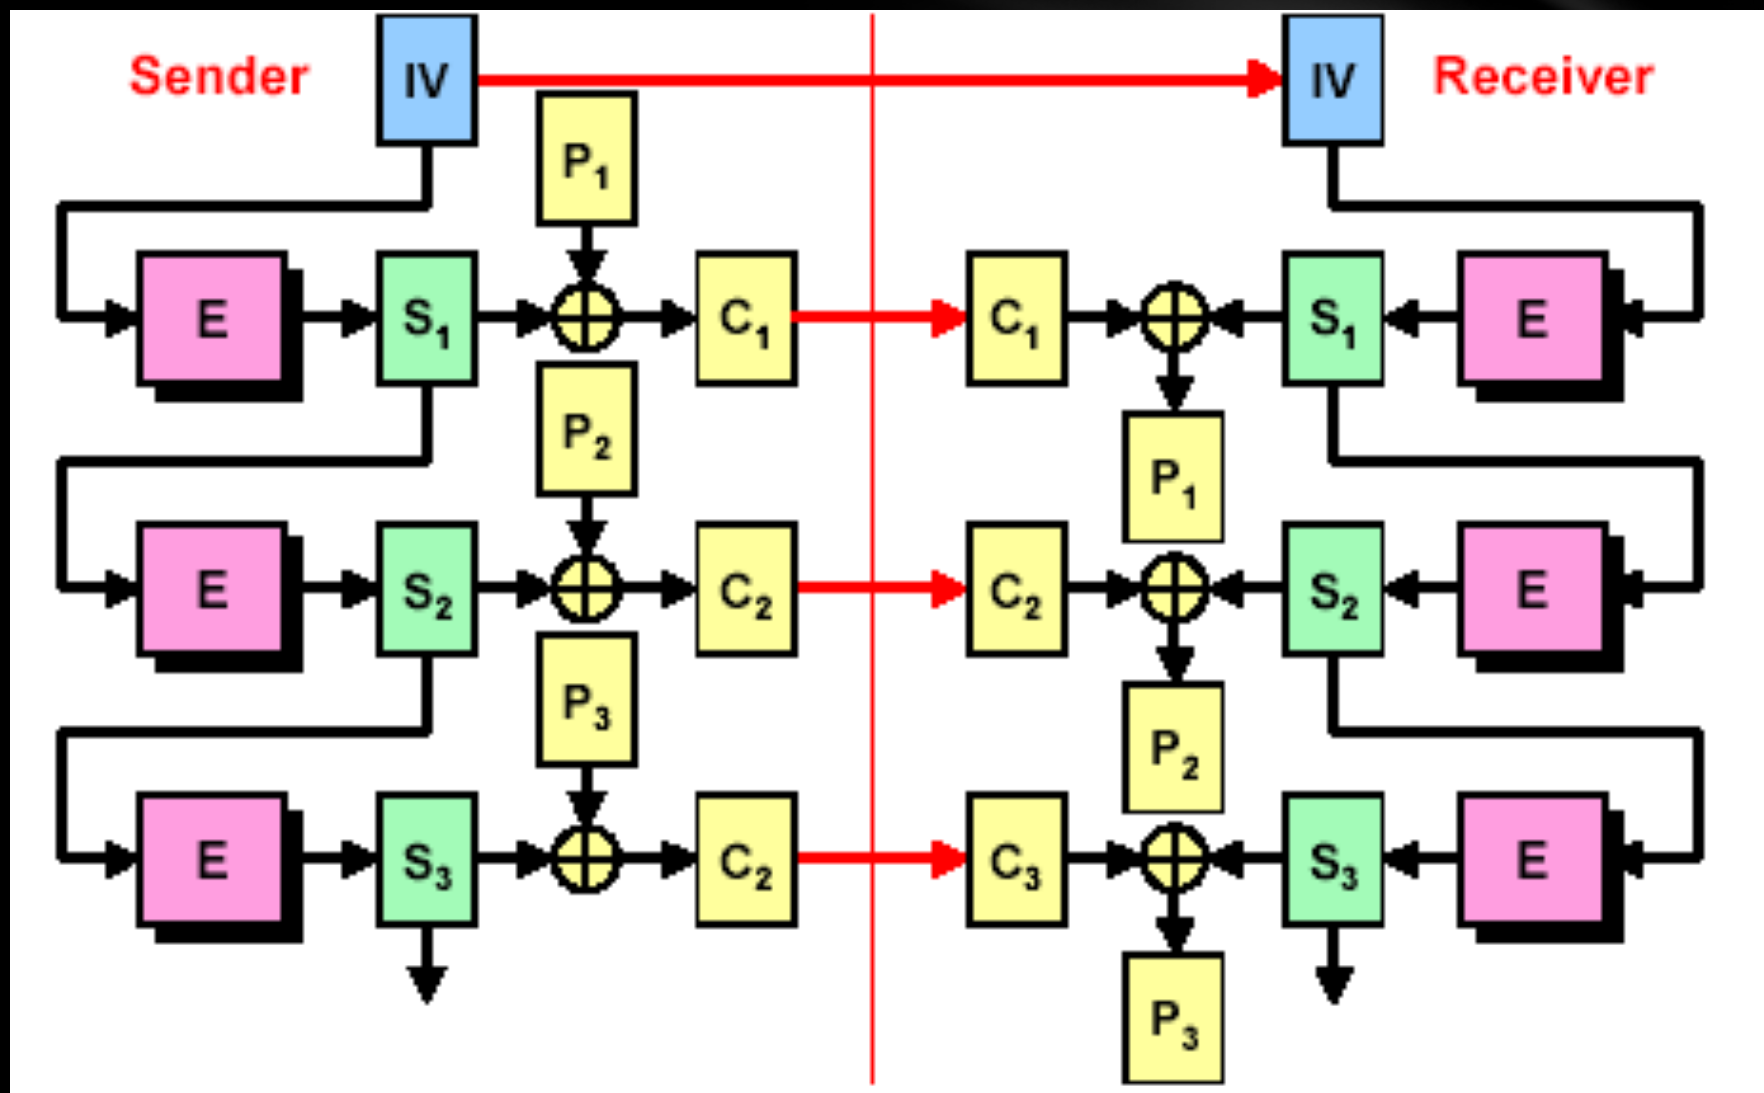 Sender IV IV Receiver
P1
E S1 C1 C1 S1 E
P2
P1
E S2 C2 C2 S2 E
P3
P2
E S3 C2 C3 S3 E
P3